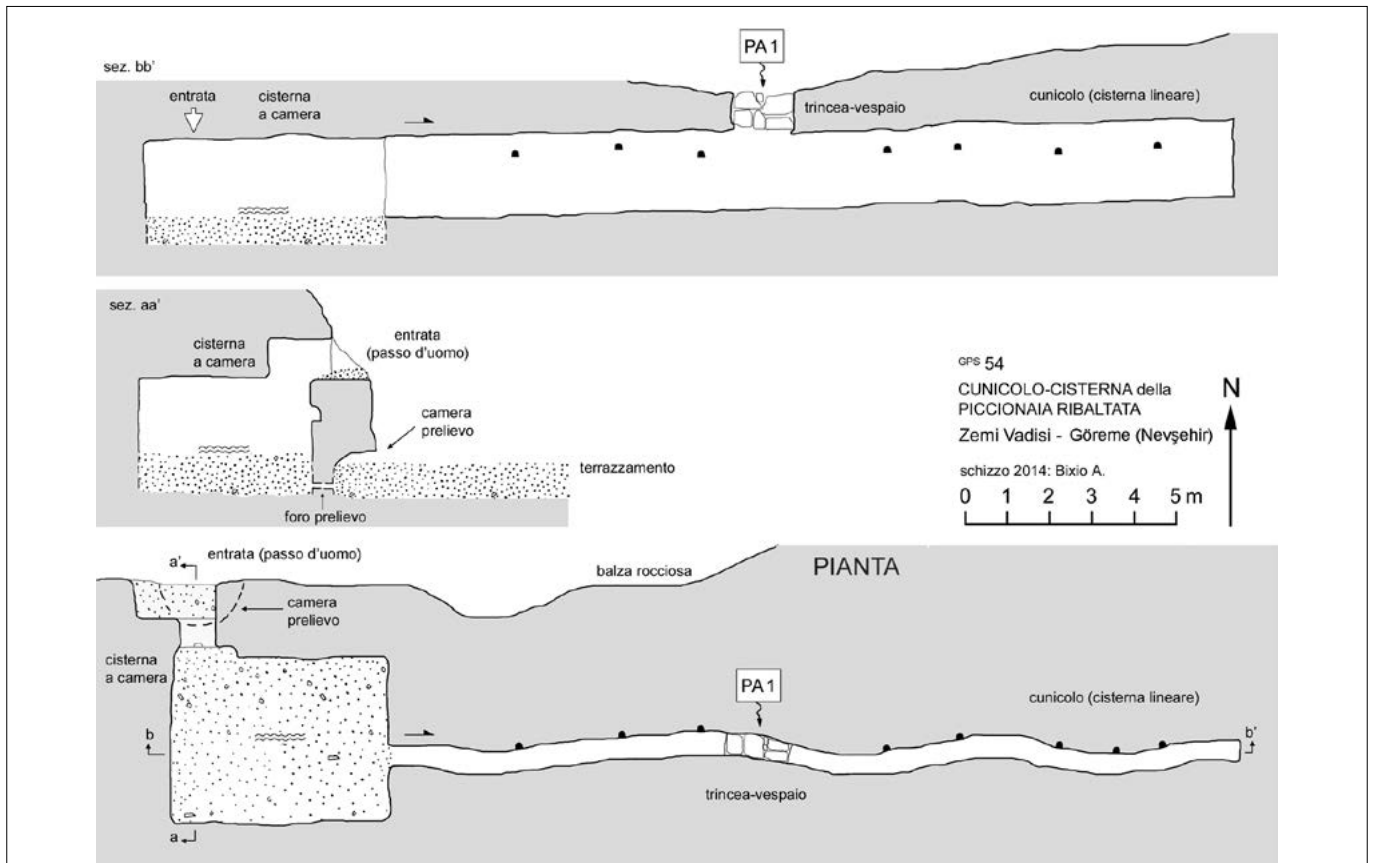 sez. bb'
entrata
cisterna
a camera
PA 1
trincea-vespaio
cunicolo (cisterna lineare)
sez. aa'
cisterna
a camera
entrata
(passo d'uomo)
camera
prelievo
terrazzamento
foro prelievo
GPS 54
CUNICOLO-CISTERNA della
PICCIONAIA RIBALTATA
Zemi Vadisi - Göreme (Nevşehir)
schizzo 2014: Bixio A.
0 1 2 3 4 5 m
N
entrata (passo d'uomo)
a'
camera
prelievo
balza rocciosa
PIANTA
cisterna
a camera
PA 1
cunicolo (cisterna lineare)
b
b'
trincea-vespaio
a